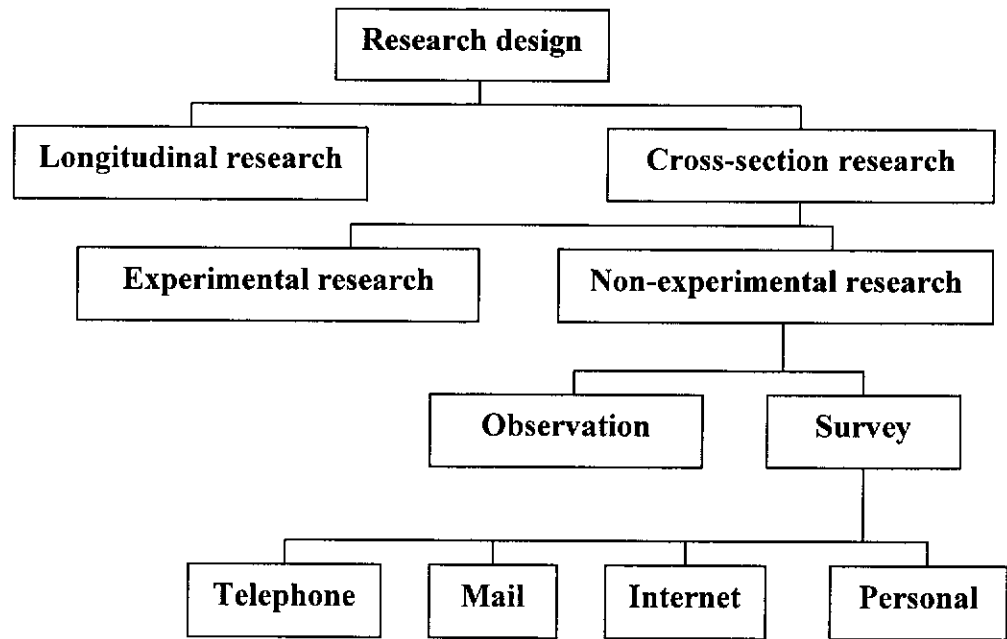 Research design
Longitudinal research
Cross-section research
Experimental research
Non-experimental research
Observation
Survey
Telephone
Mail
Internet
Personal